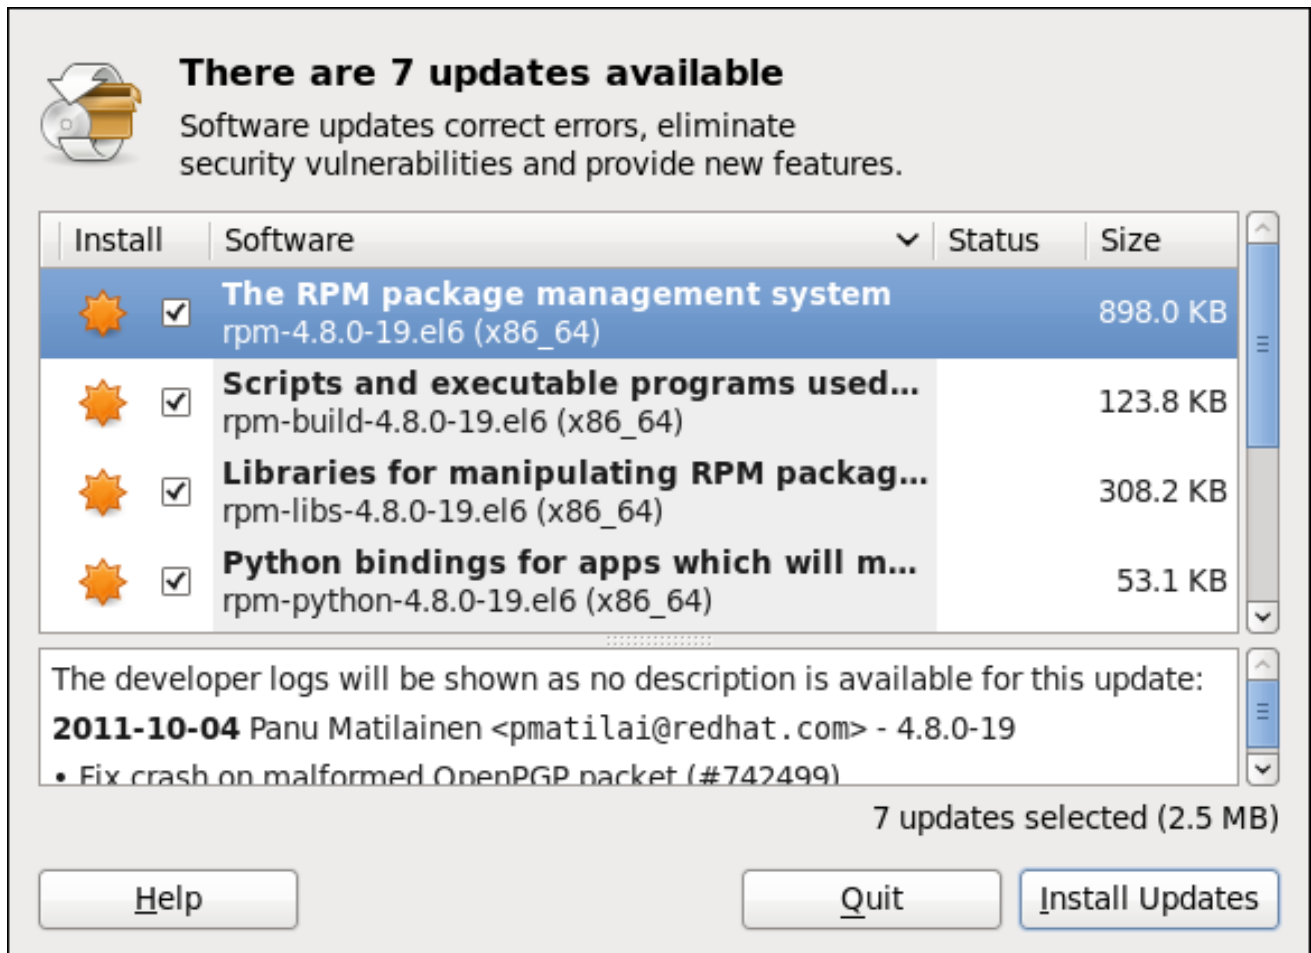 There are 7 updates available
Software updates correct errors, eliminate
security vulnerabilities and provide new features.
Install Software Status Size
The RPM package management system
rpm-4.8.0-19.el6 (x86_64)
898.0 KB
Scripts and executable programs used...
rpm-build-4.8.0-19.el6 (x86_64)
123.8 KB
Libraries for manipulating RPM packag...
rpm-libs-4.8.0-19.el6 (x86_64)
308.2 KB
Python bindings for apps which will m...
rpm-python-4.8.0-19.el6 (x86_64)
53.1 KB
The developer logs will be shown as no description is available for this update:
2011-10-04 Panu Matilainen <pmatilai@redhat.com> - 4.8.0-19
• Fix crash on malformed OpenPGP packet (#742499)
7 updates selected (2.5 MB)
Help Quit Install Updates